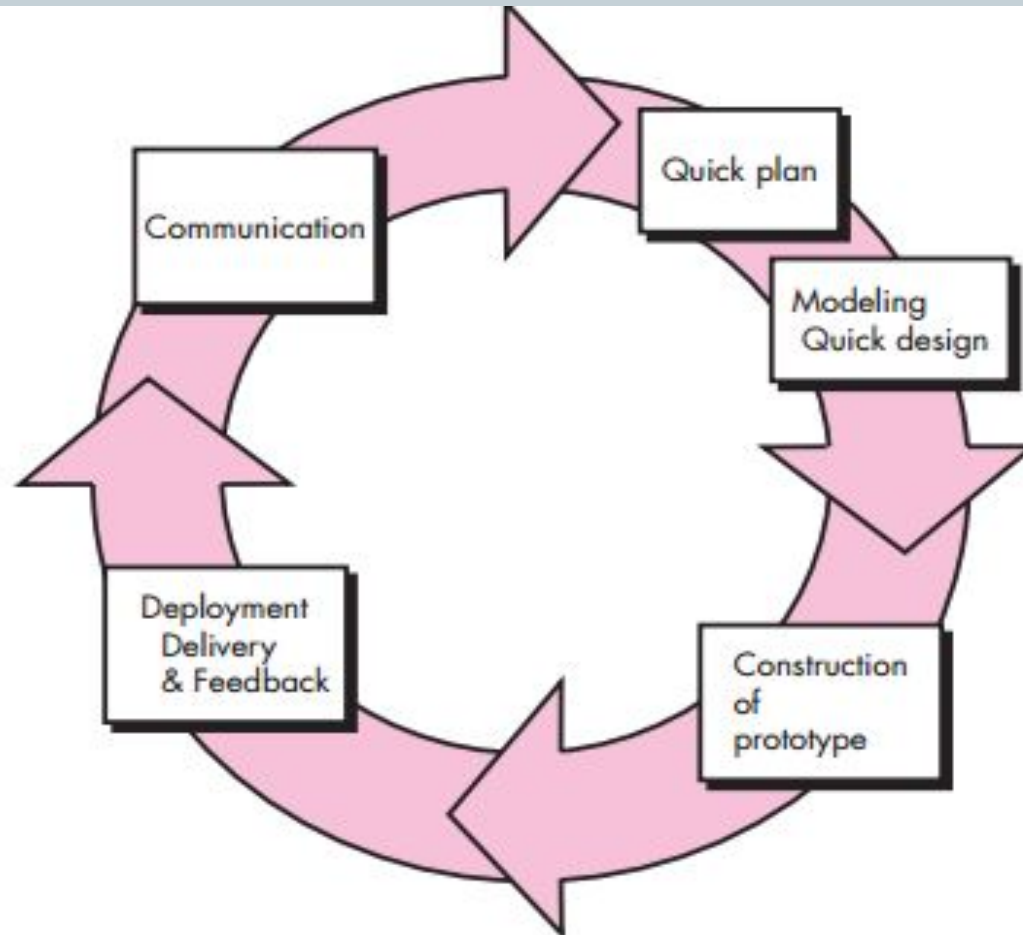 Communication
Quick plan
Modeling
Quick design
Construction
of
prototype
Deployment
Delivery
& Feedback